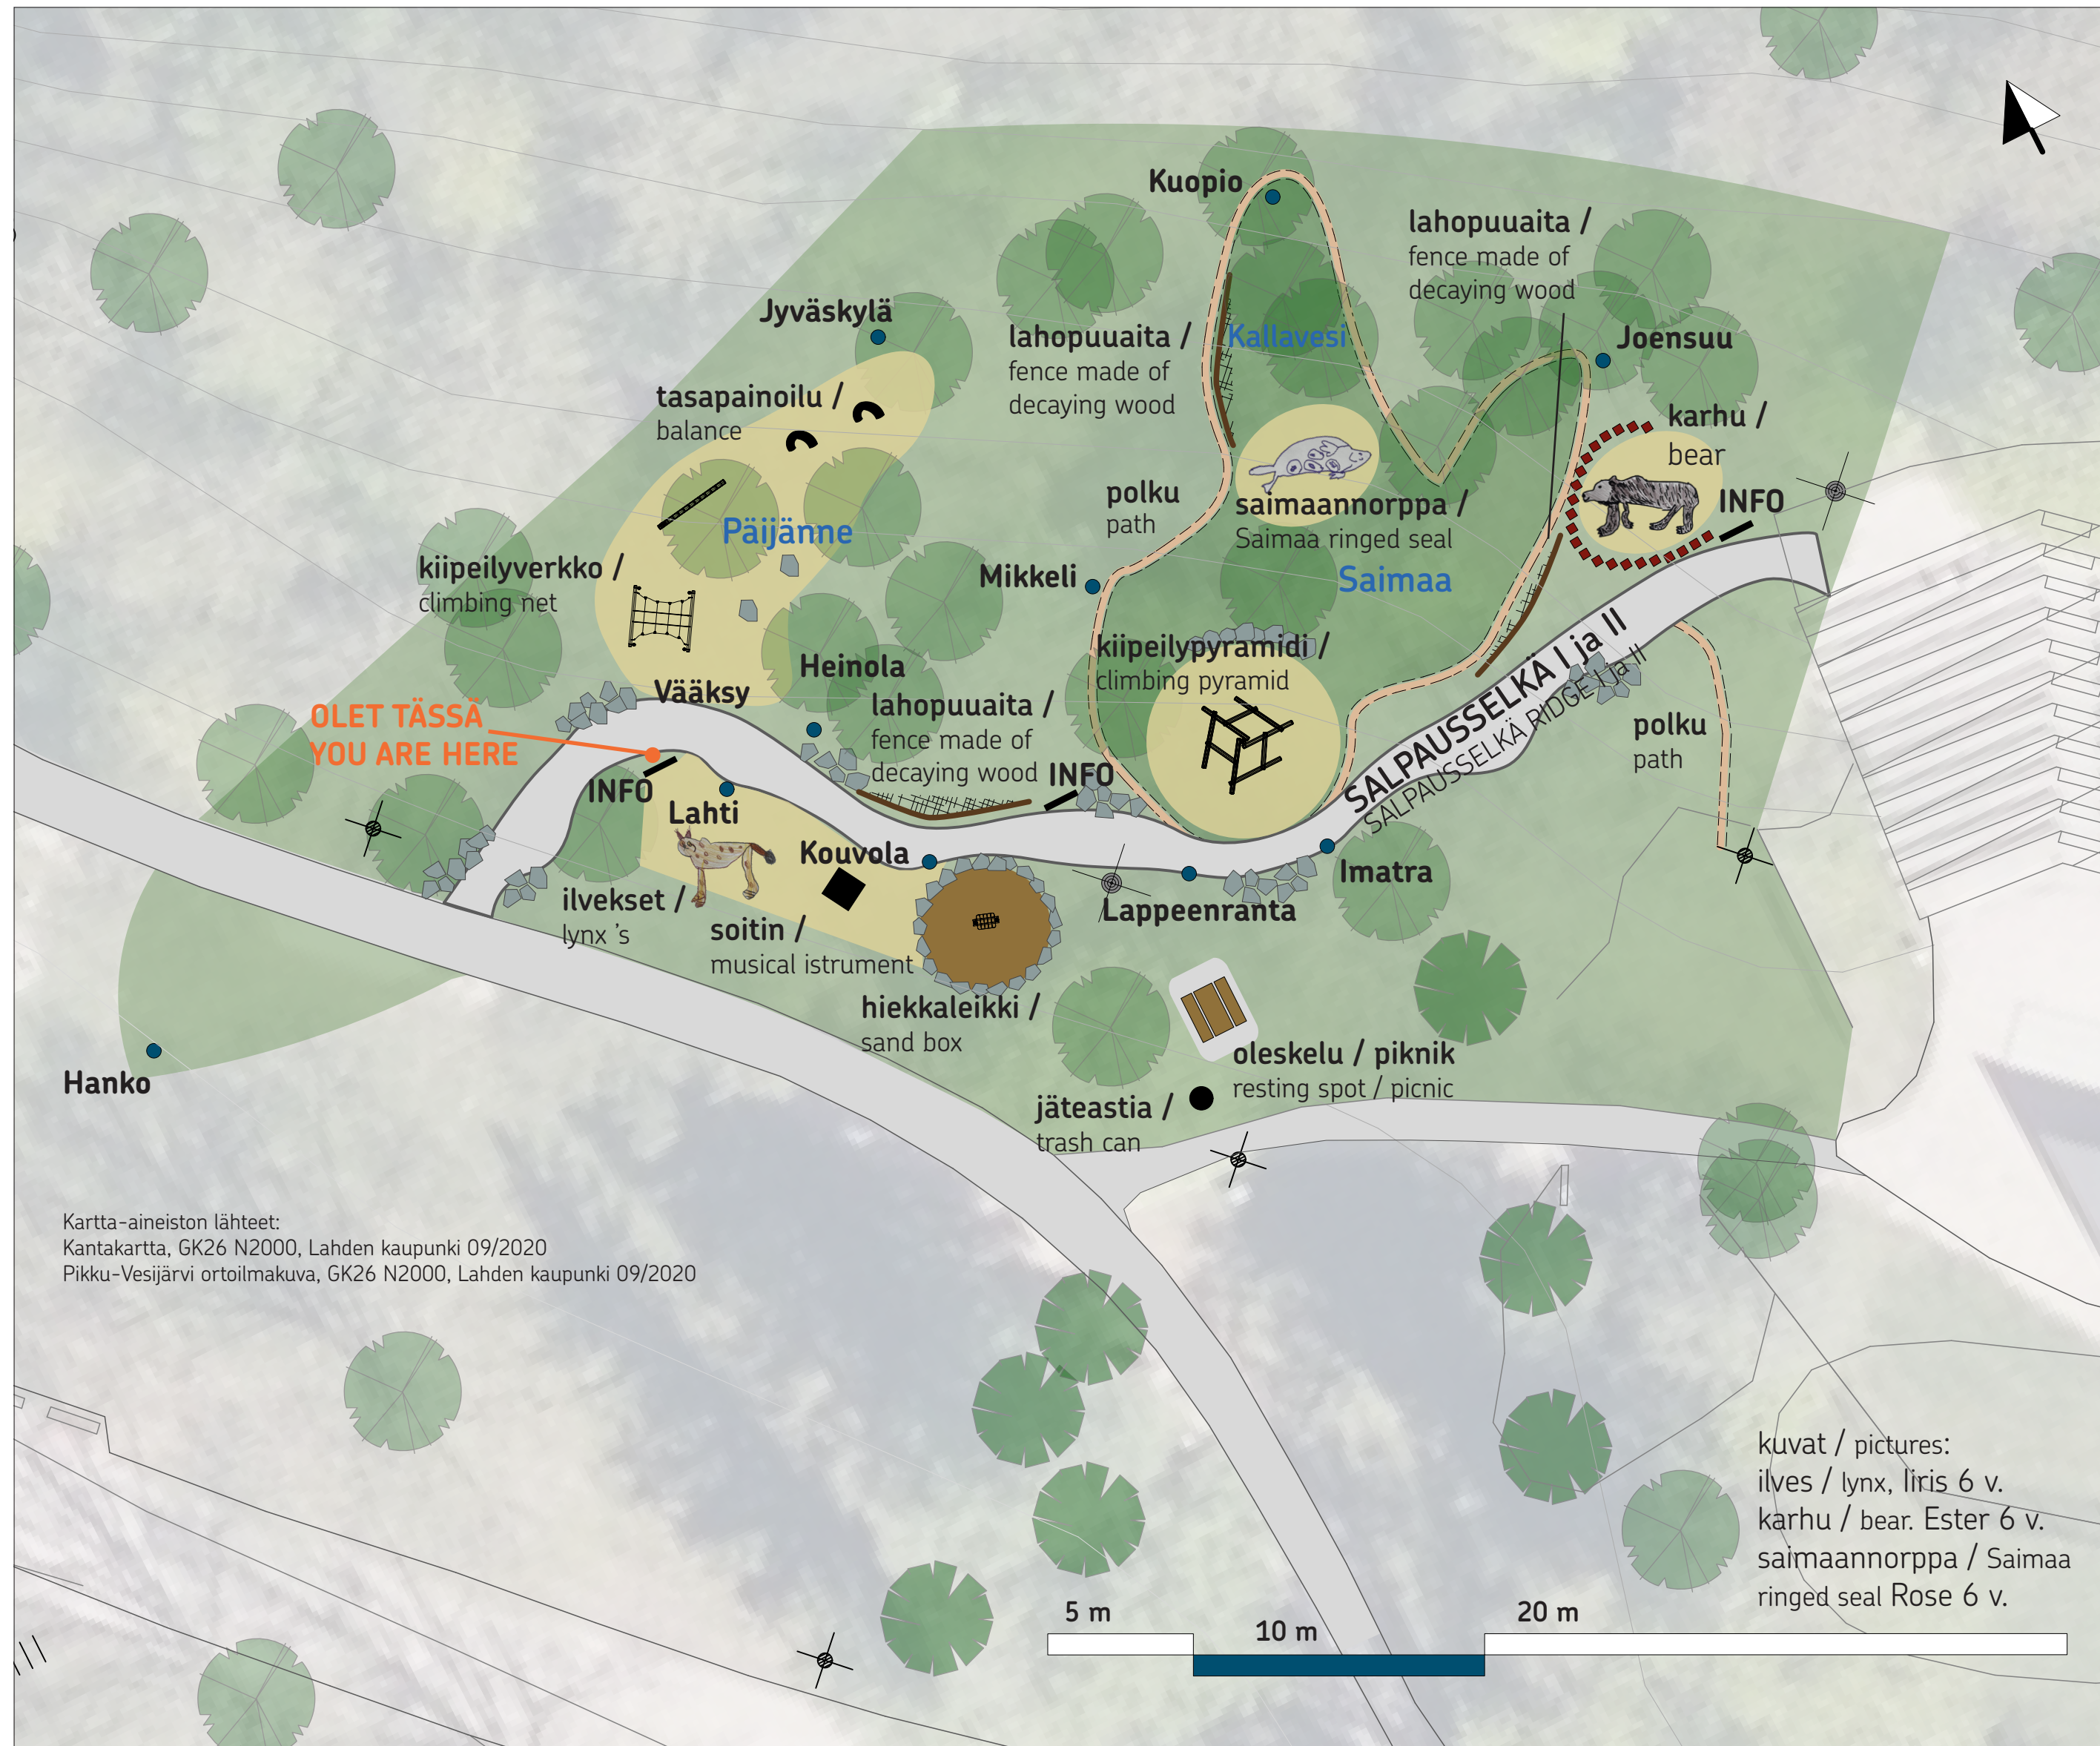 Kuopio
lahopuuaita /
fence made of
decaying wood
Jyväskylä
lahopuuaita /
fence made of
decaying wood
Kallavesi
Joensuu
tasapainoilu /
balance
karhu /
bear
INFO
polku
path
saimaannorppa /
Saimaa ringed seal
Päijänne
kiipeilyverkko /
climbing net
Mikkeli
Saimaa
kiipeilypyramidi /
climbing pyramid
Heinola
Vääksy
lahopuuaita /
fence made of
decaying wood
INFO
OLET TÄSSÄ
YOU ARE HERE
SALPAUSSELKÄ I ja II
SALPAUSSELKÄ RIDGE I ja II
polku
path
INFO
Lahti
Kouvola
Imatra
ilvekset /
lynx 's
Lappeenranta
soitin /
musical istrument
hiekkaleikki /
sand box
oleskelu / piknik
resting spot / picnic
Hanko
jäteastia /
trash can
Kartta-aineiston lähteet:
Kantakartta, GK26 N2000, Lahden kaupunki 09/2020
Pikku-Vesijärvi ortoilmakuva, GK26 N2000, Lahden kaupunki 09/2020
kuvat / pictures:
ilves / lynx, Iiris 6 v.
karhu / bear. Ester 6 v.
saimaannorppa / Saimaa
ringed seal Rose 6 v.
5 m
10 m
20 m